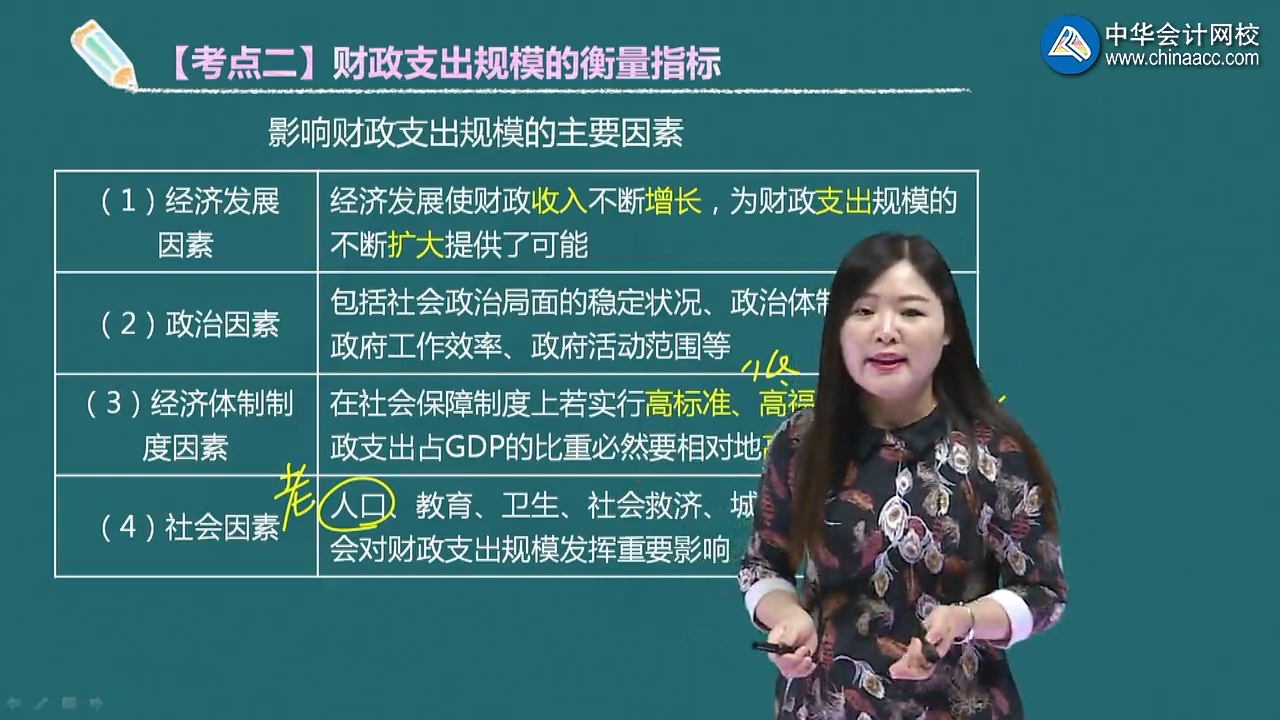 【考点二】财政支出规模的衡量指标
中华会计网校
www.chinaacc.com
影响财政支出规模的主要因素
（1）经济发展
因素
经济发展使财政收入不断增长，为财政支出规模的
不断扩大提供了可能
（2）政治因素
包括社会政治局面的稳定状况、政治体制
政府工作效率、政府活动范围等
（3）经济体制制
度因素
在社会保障制度上若实行高标准、高福
政支出占GDP的比重必然要相对地高
老
（4）社会因素
人口、教育、卫生、社会救济、城
会对财政支出规模发挥重要影响